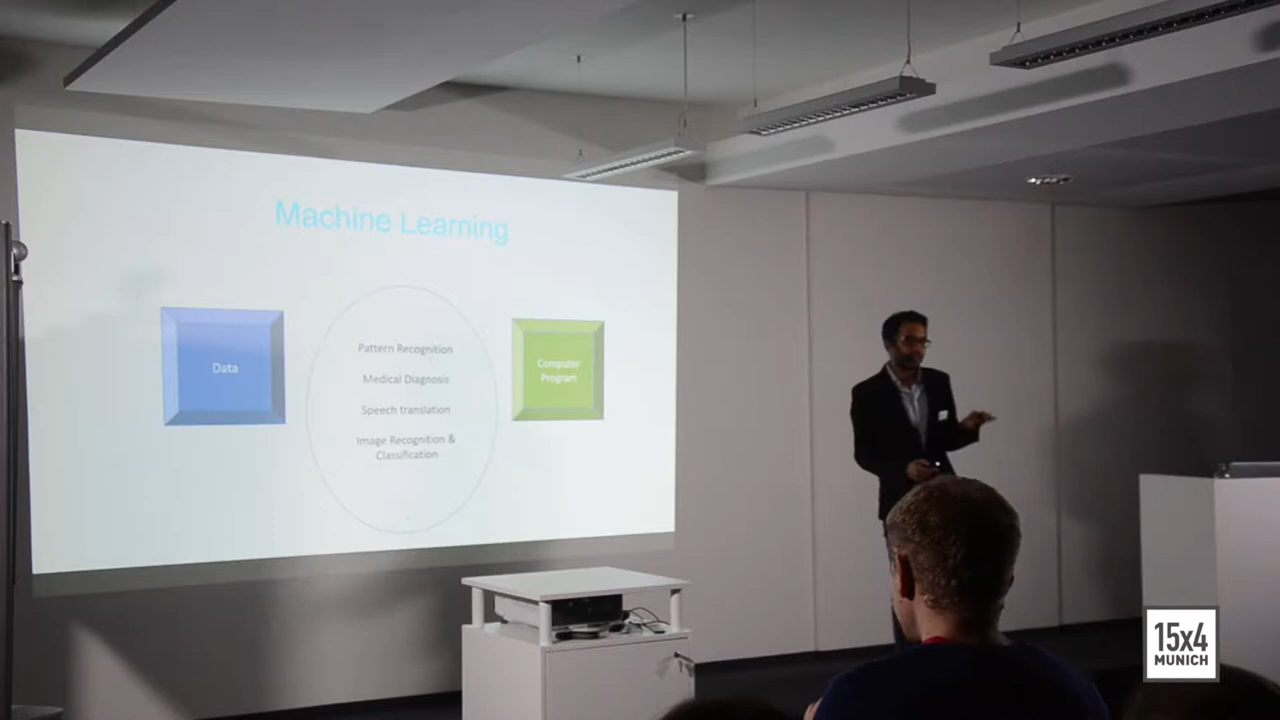 Machine Learning
Data
Pattern Recognition
Medical Diagnosis
Speech translation
Image Recognition &
Classification
Computer
Program
15x4
MUNICH